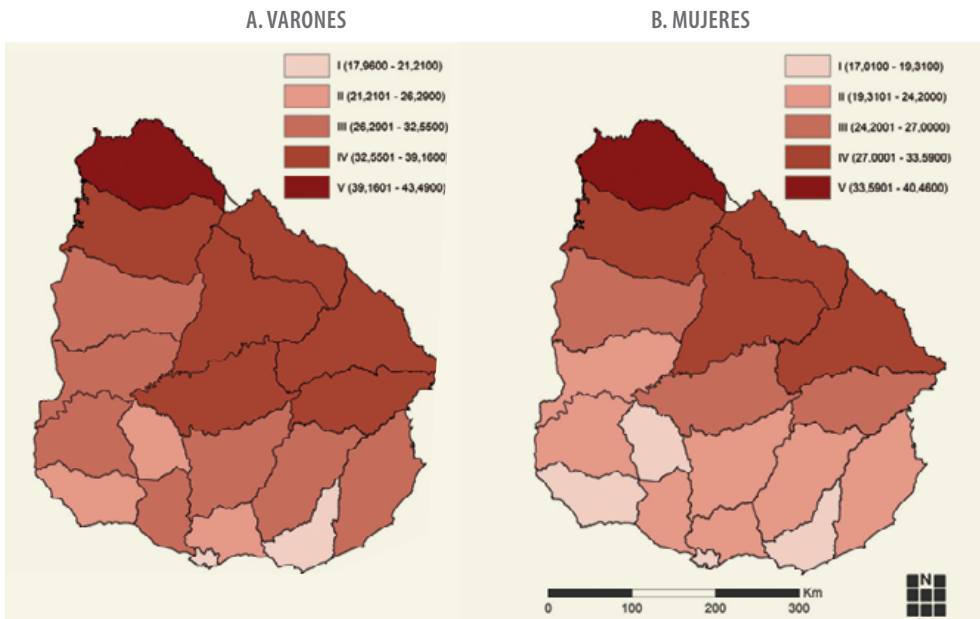 A. VARONES
I (17,9600 - 21,2100)
II (21,2101 - 26,2900)
III (26,2901 - 32,5500)
IV (32,5501 - 39,1600)
V (39,1601 - 43,4900)
B. MUJERES
I (17,0100 - 19,3100)
II (19,3101 - 24,2000)
III (24,2001 - 27,0000)
IV (27,0001 - 33,5900)
V (33,5901 - 40,4600)
Km
0 100 200 300
N